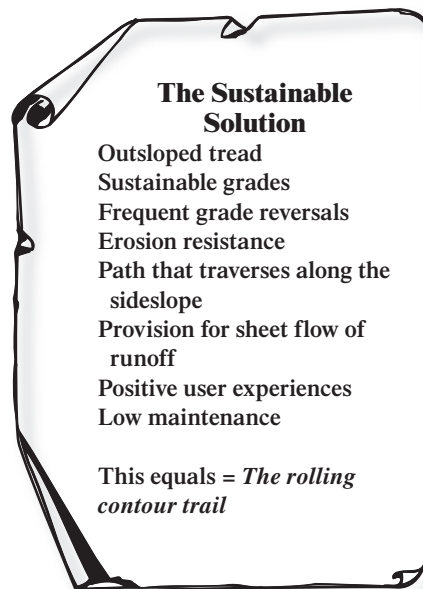 The Sustainable
Solution
Outsloped tread
Sustainable grades
Frequent grade reversals
Erosion resistance
Path that traverses along the
sideslope
Provision for sheet flow of
runoff
Positive user experiences
Low maintenance
This equals = The rolling
contour trail